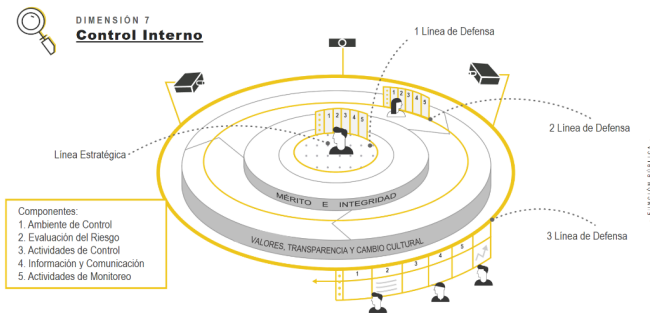 DIMENSIÓN 7
Control Interno
1 Línea de Defensa
1 2 3 4 5
1 2 3 4 5
2 Línea de Defensa
Línea Estratégica
MÉRITO E INTEGRIDAD
FUNCIÓN PÚBLICA
Componentes:
1. Ambiente de Control
2. Evaluación del Riesgo
3. Actividades de Control
4. Información y Comunicación
5. Actividades de Monitoreo
VALORES, TRANSPARENCIA Y CAMBIO CULTURAL
3 Línea de Defensa
1 2 3 4 5